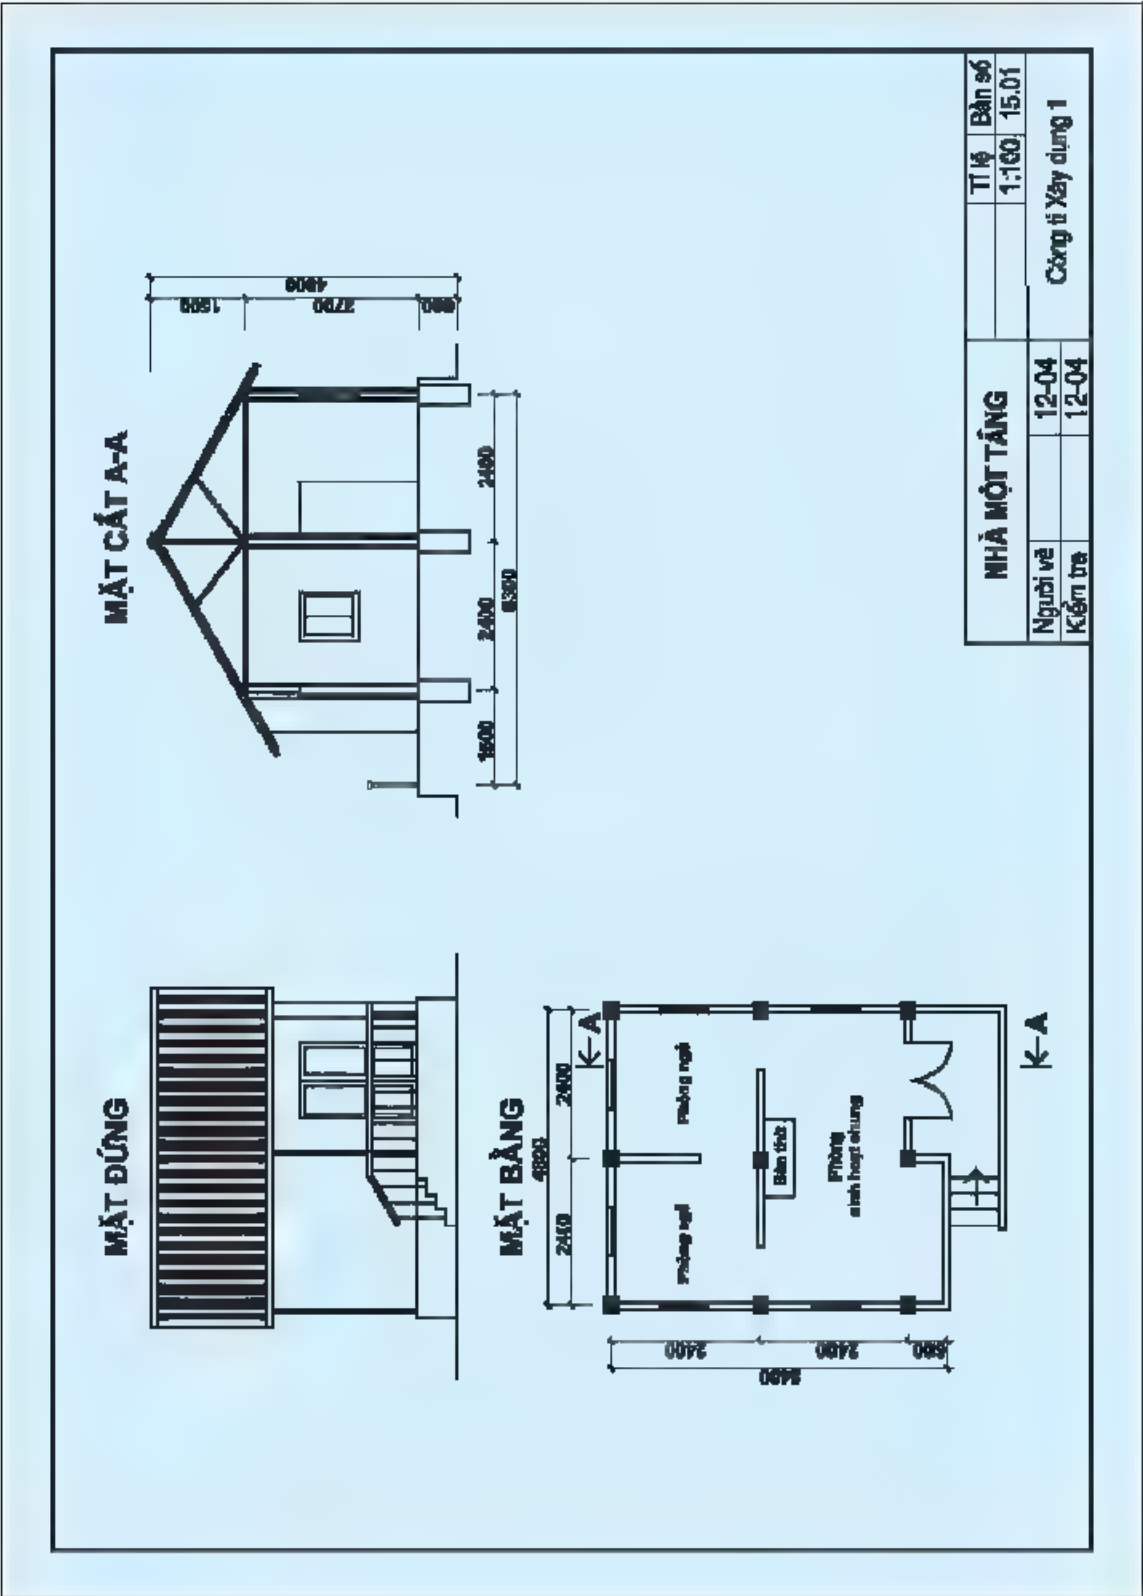 MẶT ĐỨNG
MẶT CẮT A-A
1500
2700
600
4800
1500
2400
2400
6300
MẶT BẰNG
4800
2400
2400
A
A
Phòng ngủ
Phòng ngủ
Bàn thờ
Phòng
sinh hoạt chung
2400
2400
600
5400
NHÀ MỘT TẦNG
Tỉ lệ Bản số
1:100 15.01
Người vẽ 12-04
Kiểm tra 12-04
Công ti Xây dựng 1